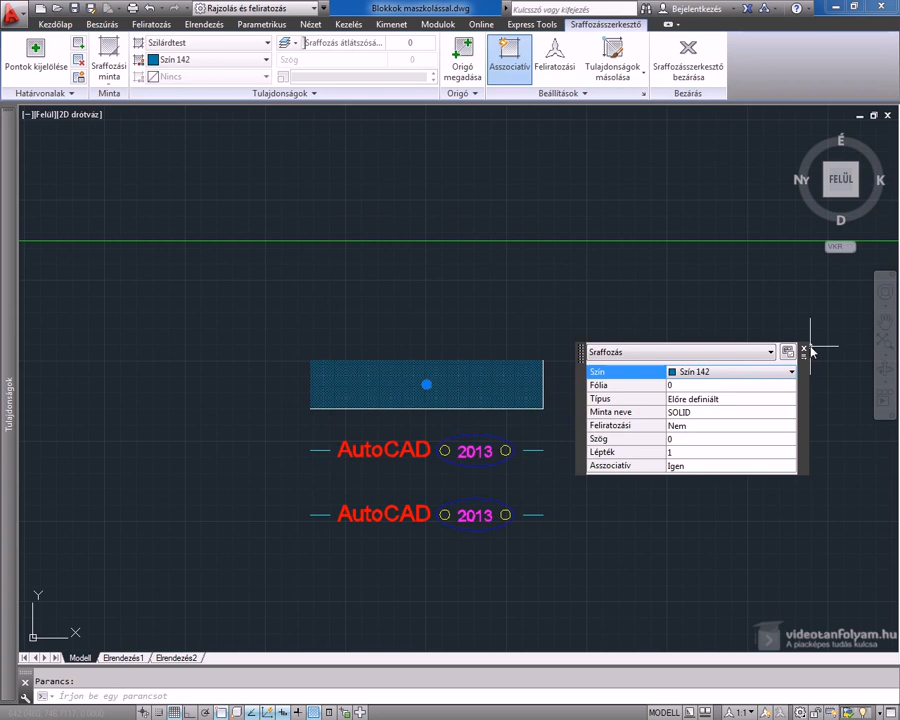 Rajzolás és feliratozás
Blokkok maszkolással.dwg
Kulcsszó vagy kifejezés
Bejelentkezés
Kezdőlap
Beszúrás
Feliratozás
Elrendezés
Parametrikus
Nézet
Kezelés
Kimenet
Modulok
Online
Express Tools
Sraffozásszerkesztő
Pontok kijelölése
Sraffozási
minta
Szilárdtest
Szín 142
Nincs
Sraffozás átlátszósá...
0
Szög
0
Origó
megadása
Asszociatív
Feliratozási
Tulajdonságok
másolása
Sraffozásszerkesztő
bezárása
Határvonalak
Minta
Tulajdonságok
Origó
Beállítások
Bezárás
[−][Felül][2D drótváz]
É
Ny
FELÜL
K
D
VKR
Tulajdonságok
Sraffozás
Szín
Szín 142
Fólia
0
Típus
Előre definiált
Minta neve
SOLID
Feliratozási
Nem
Szög
0
Lépték
1
Asszociatív
Igen
AutoCAD 2013
AutoCAD 2013
Y
X
videotanfolyam.hu
A piacképes tudás kulcsa
Modell
Elrendezés1
Elrendezés2
Parancs:
Írjon be egy parancsot
MODELL
1:1